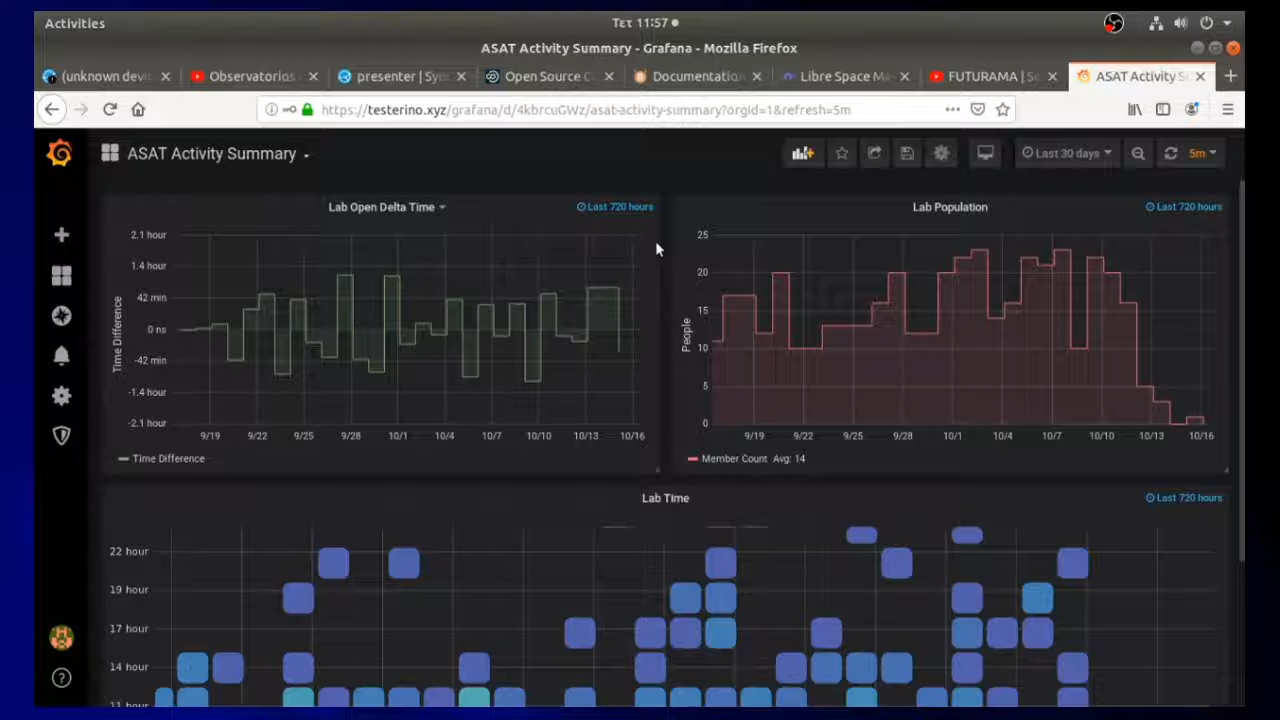 Activities
Τετ 11:57
ASAT Activity Summary - Grafana - Mozilla Firefox
(unknown devi
Observatorios
presenter | Sy
Open Source C
Documentatio
Libre Space Ma
FUTURAMA | S
ASAT Activity S
https://testerino.xyz/grafana/d/4kbrcuGWz/asat-activity-summary?orgId=1&refresh=5m
ASAT Activity Summary
Last 30 days
5m
Lab Open Delta Time
Last 720 hours
2.1 hour
1.4 hour
42 min
0 ns
-42 min
-1.4 hour
-2.1 hour
Time Difference
9/19 9/22 9/25 9/28 10/1 10/4 10/7 10/10 10/13 10/16
Time Difference
Lab Population
Last 720 hours
25
20
15
10
5
0
People
9/19 9/22 9/25 9/28 10/1 10/4 10/7 10/10 10/13 10/16
Member Count Avg: 14
Lab Time
Last 720 hours
22 hour
19 hour
17 hour
14 hour
11 hour